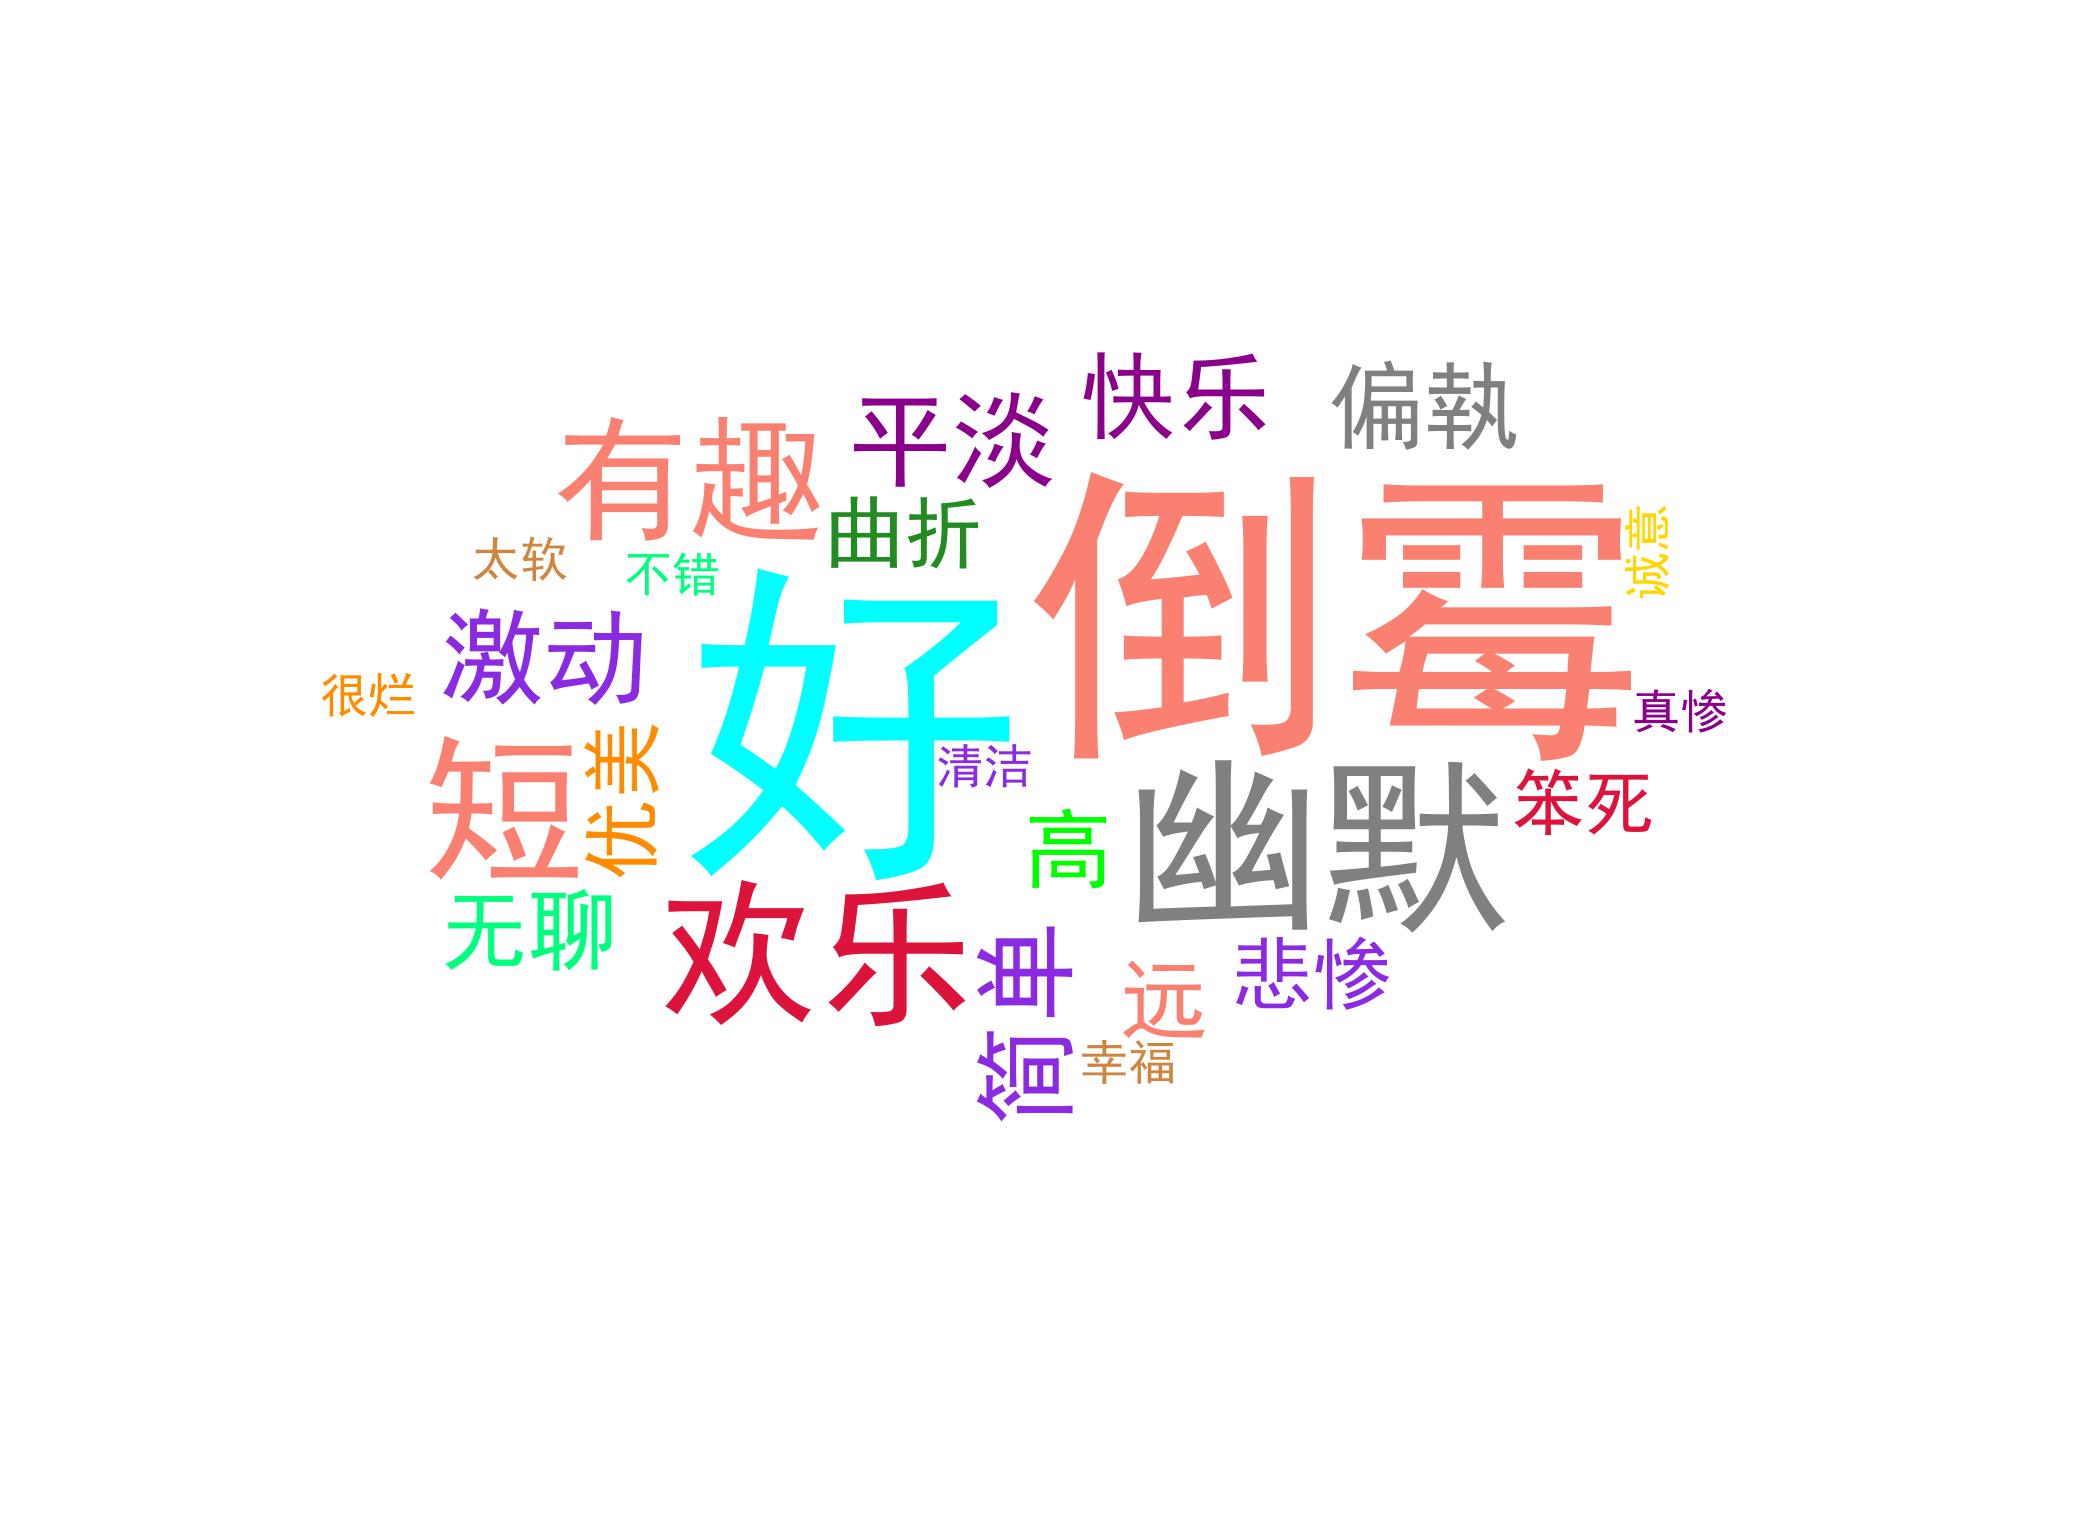 快乐
偏執
平淡
有趣
曲折
倒霉
诚意
太软
不错
激动
好
很烂
真惨
短
优美
清洁
高
幽默
笨死
无聊
欢乐
简单
远
悲惨
幸福